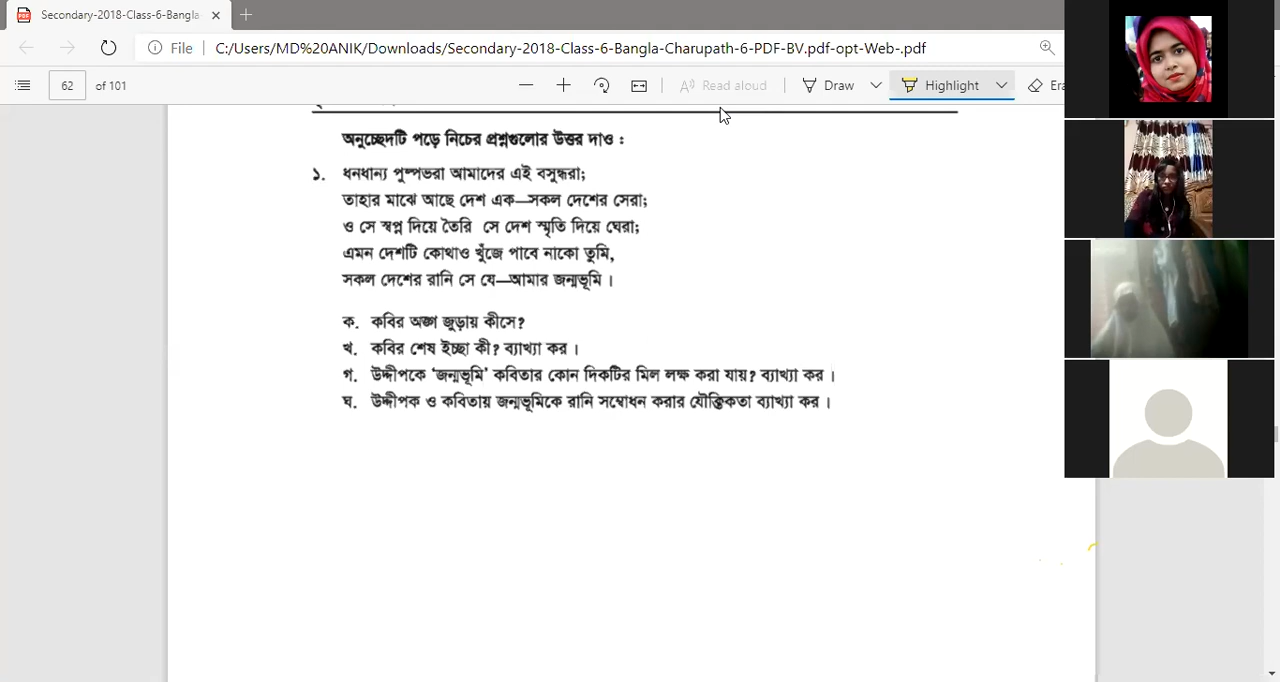 Secondary-2018-Class-6-Bangla-
File
C:/Users/MD%20ANIK/Downloads/Secondary-2018-Class-6-Bangla-Charupath-6-PDF-BV.pdf-opt-Web-.pdf
62 of 101
Read aloud
Draw
Highlight
Era
অনুচ্ছেদটি পড়ে নিচের প্রশ্নগুলোর উত্তর দাও :
১. ধনধান্য পুষ্পভরা আমাদের এই বসুন্ধরা;
তাহার মাঝে আছে দেশ এক—সকল দেশের সেরা;
ও সে স্বপ্ন দিয়ে তৈরি সে দেশ স্মৃতি দিয়ে ঘেরা;
এমন দেশটি কোথাও খুঁজে পাবে নাকো তুমি,
সকল দেশের রানি সে যে—আমার জন্মভূমি।
ক. কবির অঙ্গ জুড়ায় কীসে?
খ. কবির শেষ ইচ্ছা কী? ব্যাখ্যা কর।
গ. উদ্দীপকে ‘জন্মভূমি’ কবিতার কোন দিকটির মিল লক্ষ করা যায়? ব্যাখ্যা কর।
ঘ. উদ্দীপক ও কবিতায় জন্মভূমিকে রানি সম্বোধন করার যৌক্তিকতা ব্যাখ্যা কর।